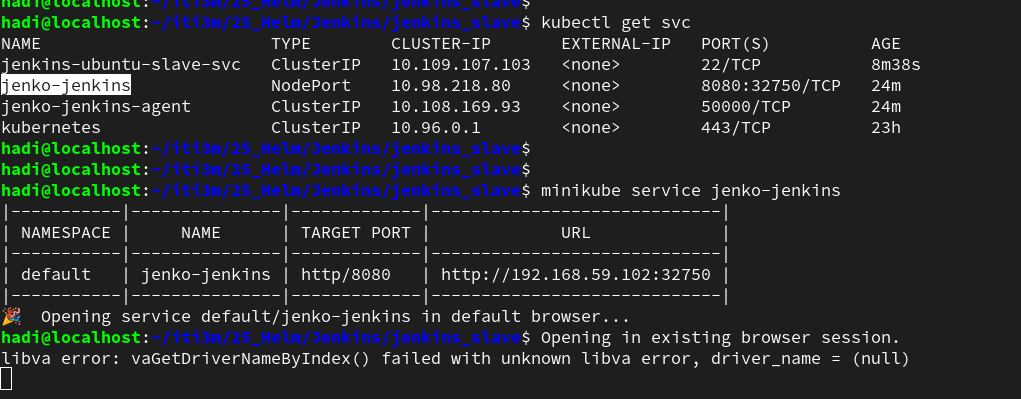 hadi@localhost:~/iti3m/25_Helm/Jenkins/jenkins_slave$
hadi@localhost:~/iti3m/25_Helm/Jenkins/jenkins_slave$ kubectl get svc
NAME                       TYPE        CLUSTER-IP       EXTERNAL-IP   PORT(S)          AGE
jenkins-ubuntu-slave-svc   ClusterIP   10.109.107.103   <none>        22/TCP           8m38s
jenko-jenkins              NodePort    10.98.218.80     <none>        8080:32750/TCP   24m
jenko-jenkins-agent        ClusterIP   10.108.169.93    <none>        50000/TCP        24m
kubernetes                 ClusterIP   10.96.0.1        <none>        443/TCP          23h
hadi@localhost:~/iti3m/25_Helm/Jenkins/jenkins_slave$
hadi@localhost:~/iti3m/25_Helm/Jenkins/jenkins_slave$
hadi@localhost:~/iti3m/25_Helm/Jenkins/jenkins_slave$ minikube service jenko-jenkins
|-----------|---------------|-------------|-----------------------------|
| NAMESPACE |     NAME      | TARGET PORT |             URL             |
|-----------|---------------|-------------|-----------------------------|
| default   | jenko-jenkins | http/8080   | http://192.168.59.102:32750 |
|-----------|---------------|-------------|-----------------------------|
🎉  Opening service default/jenko-jenkins in default browser...
hadi@localhost:~/iti3m/25_Helm/Jenkins/jenkins_slave$ Opening in existing browser session.
libva error: vaGetDriverNameByIndex() failed with unknown libva error, driver_name = (null)